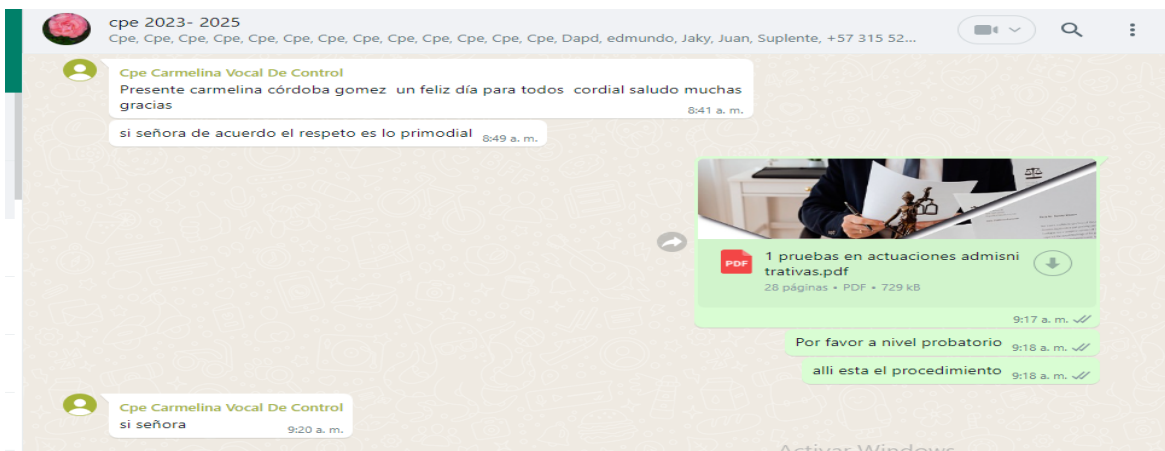 cpe 2023- 2025
Cpe, Cpe, Cpe, Cpe, Cpe, Cpe, Cpe, Cpe, Cpe, Cpe, Cpe, Cpe, Cpe, Dapd, edmundo, Jaky, Juan, Suplente, +57 315 52...
Cpe Carmelina Vocal De Control
Presente carmelina córdoba gomez un feliz día para todos cordial saludo muchas
gracias
8:41 a. m.
si señora de acuerdo el respeto es lo primodial 8:49 a. m.
PDF
1 pruebas en actuaciones admisni
trativas.pdf
28 páginas • PDF • 729 kB
9:17 a. m.
Por favor a nivel probatorio 9:18 a. m.
alli esta el procedimiento 9:18 a. m.
Cpe Carmelina Vocal De Control
si señora 9:20 a. m.
Activar Windows